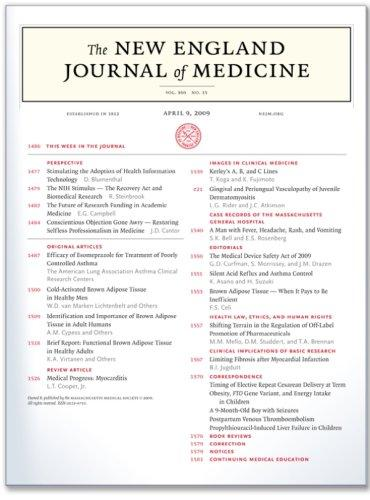 The NEW ENGLAND
JOURNAL of MEDICINE
ESTABLISHED IN 1812
APRIL 9, 2009
NEJM.ORG
1486 THIS WEEK IN THE JOURNAL
PERSPECTIVE
1477 Stimulating the Adoption of Health Information
Technology D. Blumenthal
1479 The NIH Stimulus — The Recovery Act and
Biomedical Research R. Steinbrook
1482 The Future of Research Funding in Academic
Medicine E.G. Campbell
1484 Conscientious Objection Gone Awry — Restoring
Selfless Professionalism in Medicine J.D. Cantor
ORIGINAL ARTICLES
1487 Efficacy of Esomeprazole for Treatment of Poorly
Controlled Asthma
The American Lung Association Asthma Clinical
Research Centers
1500 Cold-Activated Brown Adipose Tissue
in Healthy Men
W.D. van Marken Lichtenbelt and Others
1509 Identification and Importance of Brown Adipose
Tissue in Adult Humans
A.M. Cypess and Others
1518 Brief Report: Functional Brown Adipose Tissue
in Healthy Adults
K.A. Virtanen and Others
REVIEW ARTICLE
1526 Medical Progress: Myocarditis
L.T. Cooper, Jr.
Owned & published by the MASSACHUSETTS MEDICAL SOCIETY © 2009.
All rights reserved. ISSN 0028-4793.
IMAGES IN CLINICAL MEDICINE
1539 Kerley's A, B, and C Lines
T. Koga and K. Fujimoto
e21 Gingival and Periungual Vasculopathy of Juvenile
Dermatomyositis
L.G. Rider and J.C. Atkinson
CASE RECORDS OF THE MASSACHUSETTS
GENERAL HOSPITAL
1540 A Man with Fever, Headache, Rash, and Vomiting
S.K. Bell and E.S. Rosenberg
EDITORIALS
1550 The Medical Device Safety Act of 2009
G.D. Curfman, S. Morrissey, and J.M. Drazen
1551 Silent Acid Reflux and Asthma Control
K. Asano and H. Suzuki
1553 Brown Adipose Tissue — When It Pays to Be
Inefficient
F.S. Celi
HEALTH LAW, ETHICS, AND HUMAN RIGHTS
1557 Shifting Terrain in the Regulation of Off-Label
Promotion of Pharmaceuticals
M.M. Mello, D.M. Studdert, and T.A. Brennan
CLINICAL IMPLICATIONS OF BASIC RESEARCH
1567 Limiting Fibrosis after Myocardial Infarction
B.I. Jugdutt
1570 CORRESPONDENCE
Timing of Elective Repeat Cesarean Delivery at Term
Obesity, FTO Gene Variant, and Energy Intake
in Children
A 9-Month-Old Boy with Seizures
Postpartum Venous Thromboembolism
Propylthiouracil-Induced Liver Failure in Children
1578 BOOK REVIEWS
1579 CORRECTION
1579 NOTICES
1581 CONTINUING MEDICAL EDUCATION